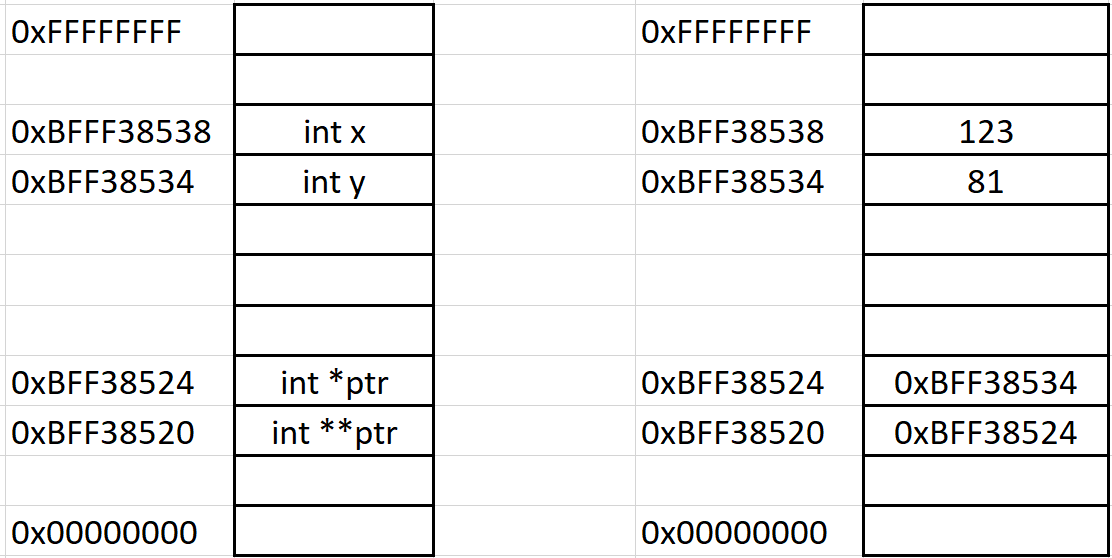 0xFFFFFFFF 0xFFFFFFFF
0xBFFF38538 int x 0xBFF38538 123
0xBFF38534 int y 0xBFF38534 81
0xBFF38524 int *ptr 0xBFF38524 0xBFF38534
0xBFF38520 int **ptr 0xBFF38520 0xBFF38524
0x00000000 0x00000000